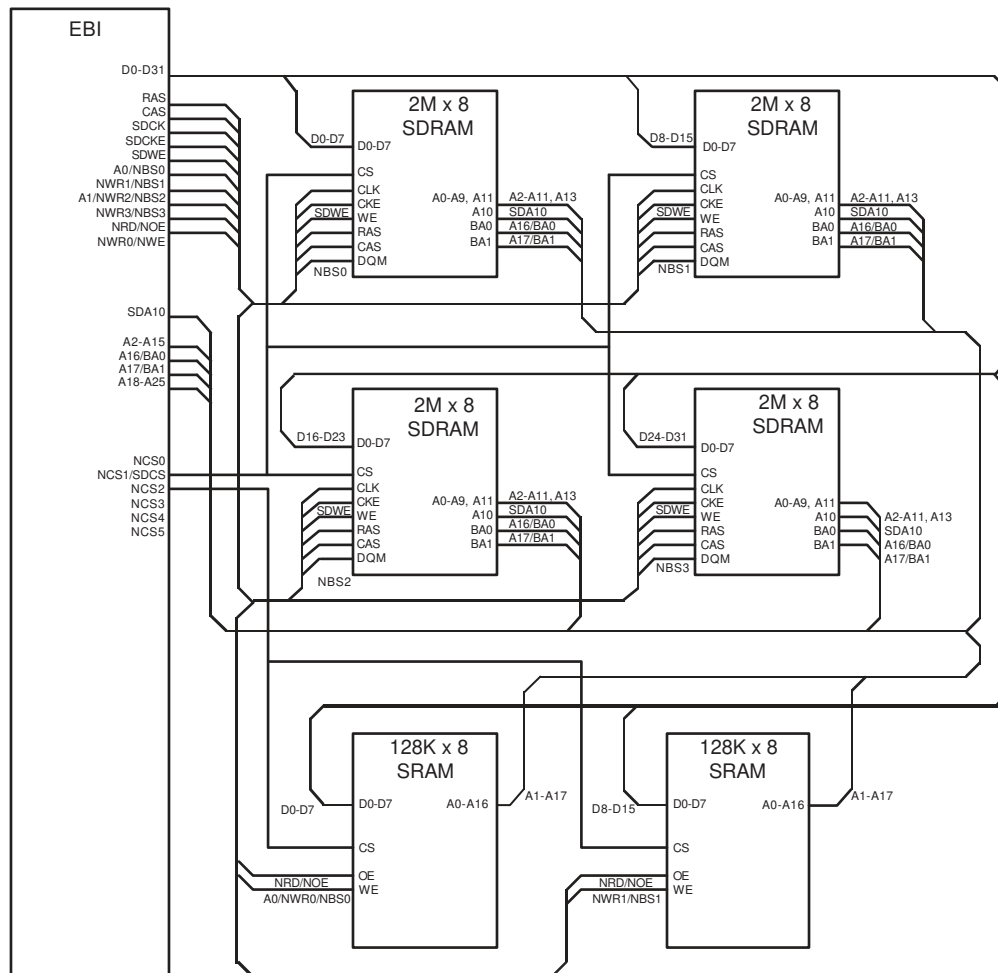 EBI
D0-D31
RAS
CAS
SDCK
SDCKE
SDWE
A0/NBS0
NWR1/NBS1
A1/NWR2/NBS2
NWR3/NBS3
NRD/NOE
NWR0/NWE
SDA10
A2-A15
A16/BA0
A17/BA1
A18-A25
NCS0
NCS1/SDCS
NCS2
NCS3
NCS4
NCS5
2M x 8
SDRAM
D0-D7
D0-D7
CS
CLK
CKE
SDWE
WE
RAS
CAS
DQM
NBS0
A0-A9, A11
A10
BA0
BA1
A2-A11, A13
SDA10
A16/BA0
A17/BA1
2M x 8
SDRAM
D8-D15
D0-D7
CS
CLK
CKE
SDWE
WE
RAS
CAS
DQM
NBS1
A0-A9, A11
A10
BA0
BA1
A2-A11, A13
SDA10
A16/BA0
A17/BA1
2M x 8
SDRAM
D16-D23
D0-D7
CS
CLK
CKE
SDWE
WE
RAS
CAS
DQM
NBS2
A0-A9, A11
A10
BA0
BA1
A2-A11, A13
SDA10
A16/BA0
A17/BA1
2M x 8
SDRAM
D24-D31
D0-D7
CS
CLK
CKE
SDWE
WE
RAS
CAS
DQM
NBS3
A0-A9, A11
A10
BA0
BA1
A2-A11, A13
SDA10
A16/BA0
A17/BA1
128K x 8
SRAM
D0-D7
D0-D7
A0-A16
A1-A17
CS
OE
NRD/NOE
WE
A0/NWR0/NBS0
128K x 8
SRAM
D8-D15
D0-D7
A0-A16
A1-A17
CS
OE
NRD/NOE
WE
NWR1/NBS1